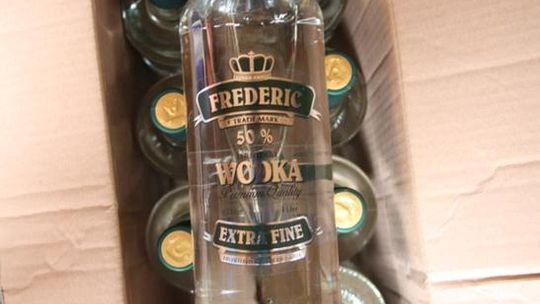 FREDERIC
TRADE MARK
50 %
WODKA
Premium Quality
EXTRA FINE